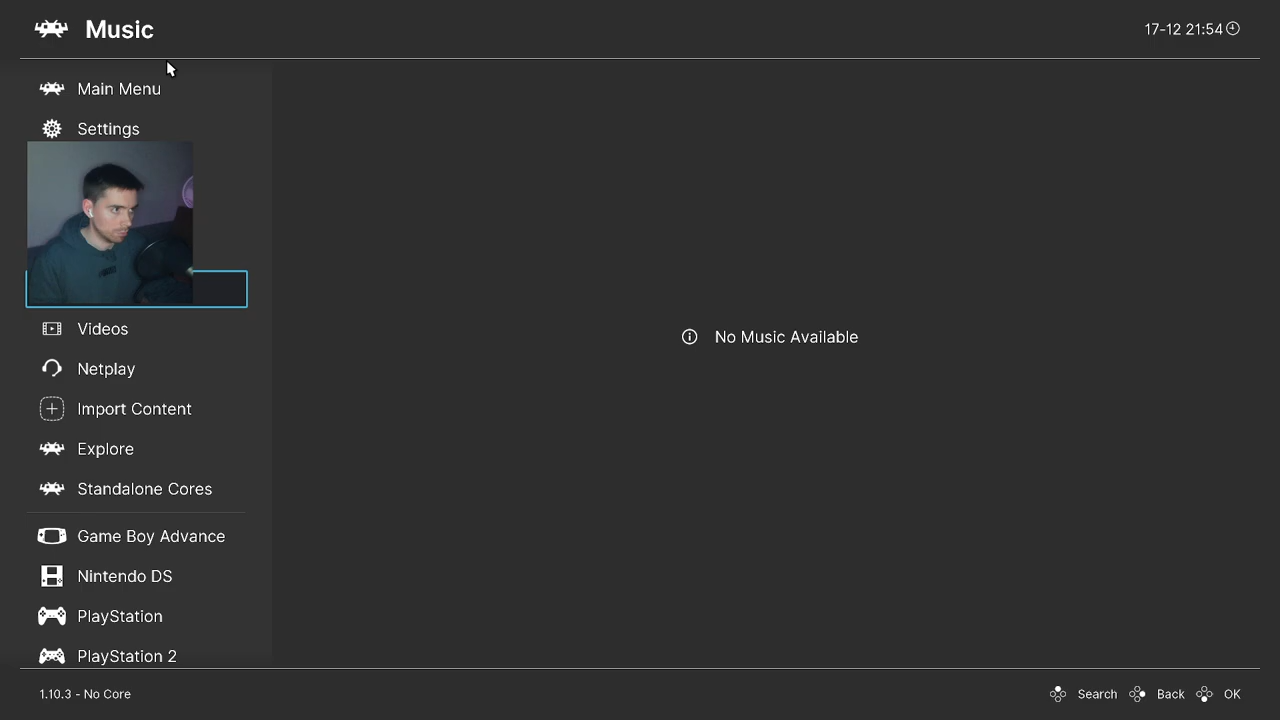 Music
17-12 21:54
Main Menu
Settings
Videos
Netplay
Import Content
Explore
Standalone Cores
Game Boy Advance
Nintendo DS
PlayStation
PlayStation 2
No Music Available
1.10.3 - No Core
Search Back OK